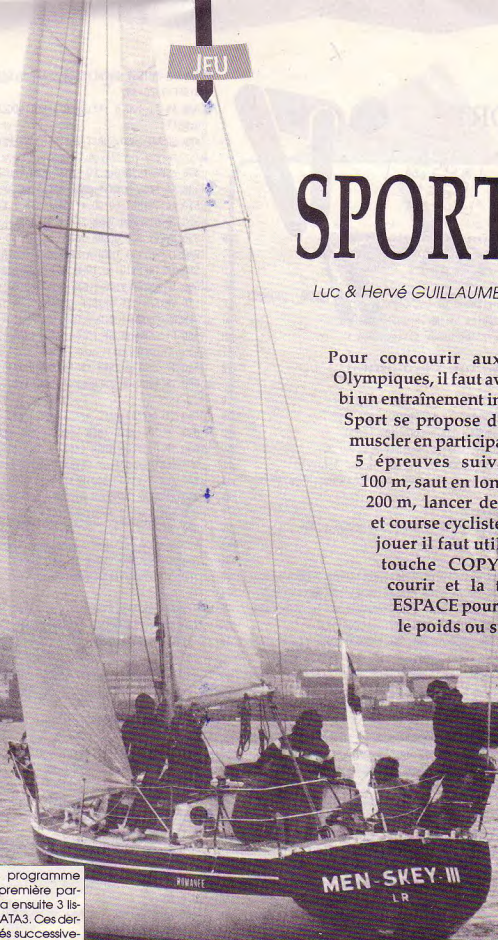 JEU
SPORT
Luc & Hervé GUILLAUME
Pour concourir aux
Olympiques, il faut av
bi un entraînement in
Sport se propose d
muscler en participa
5 épreuves suiv
100 m, saut en lon
200 m, lancer de
et course cycliste
jouer il faut util
touche COPY
courir et la t
ESPACE pour
le poids ou s
programme
première par-
a ensuite 3 lis-
ATA3. Ces der-
és successive-
ROMANEE
MEN-SKEY III
LR